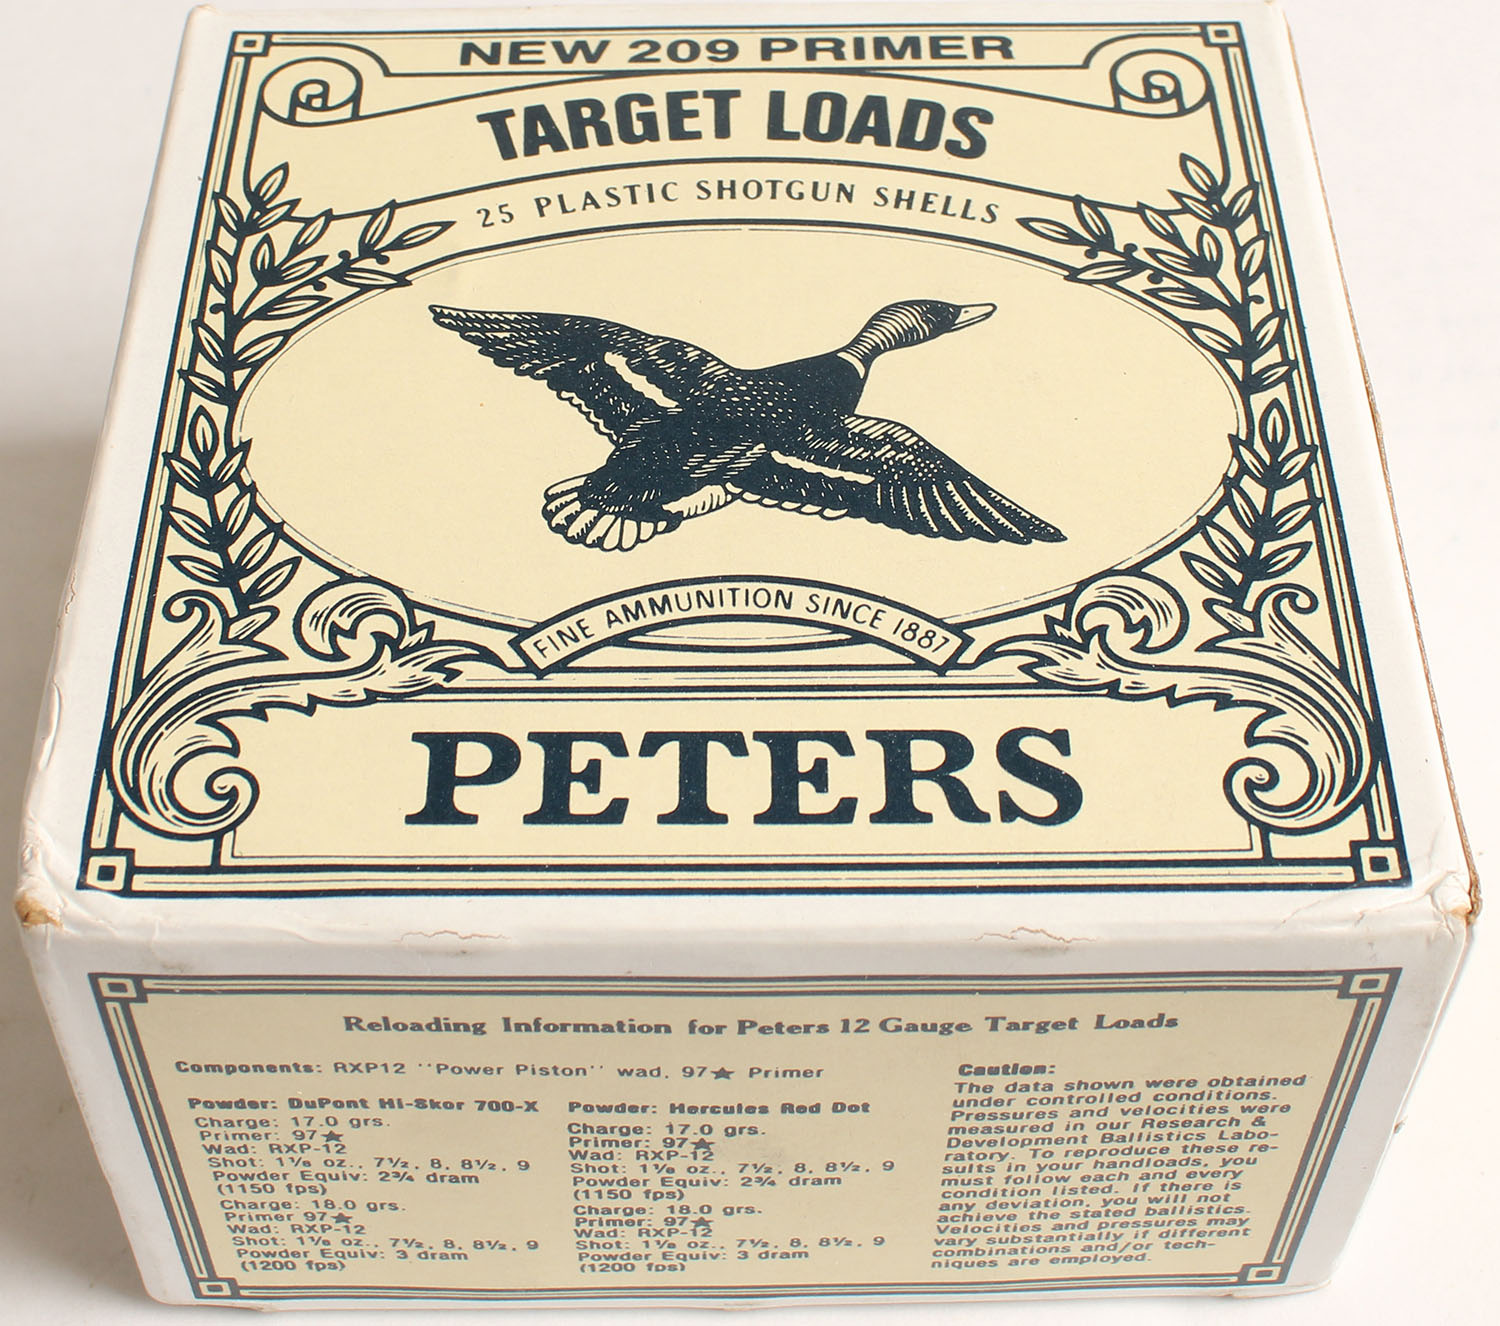 NEW 209 PRIMER
TARGET LOADS
25 PLASTIC SHOTGUN SHELLS
FINE AMMUNITION SINCE 1887
PETERS
Reloading Information for Peters 12 Gauge Target Loads
Components: RXP12 "Power Piston" wad, 97★ Primer
Powder: DuPont Hi-Skor 700-X
Charge: 17.0 grs.
Primer: 97★
Wad: RXP-12
Shot: 1⅛ oz., 7½, 8, 8½, 9
Powder Equiv: 2¾ dram
(1150 fps)
Charge: 18.0 grs.
Primer 97★
Wad: RXP-12
Shot: 1⅛ oz., 7½, 8, 8½, 9
Powder Equiv: 3 dram
(1200 fps)
Powder: Hercules Red Dot
Charge: 17.0 grs.
Primer: 97★
Wad: RXP-12
Shot: 1⅛ oz., 7½, 8, 8½, 9
Powder Equiv: 2¾ dram
(1150 fps)
Charge: 18.0 grs.
Primer: 97★
Wad: RXP-12
Shot: 1⅛ oz., 7½, 8, 8½, 9
Powder Equiv: 3 dram
(1200 fps)
Caution:
The data shown were obtained
under controlled conditions.
Pressures and velocities were
measured in our Research &
Development Ballistics Labo-
ratory. To reproduce these re-
sults in your handloads, you
must follow each and every
condition listed. If there is
any deviation, you will not
achieve the stated ballistics.
Velocities and pressures may
vary substantially if different
combinations and/or tech-
niques are employed.